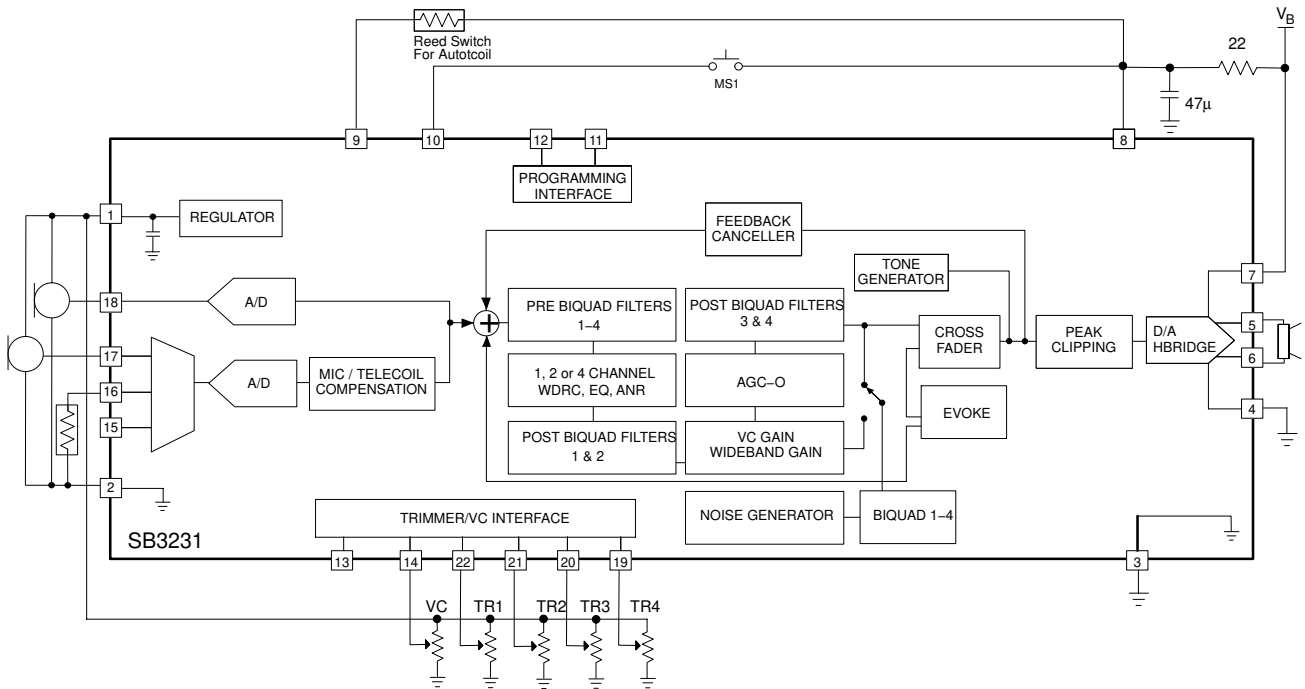 V_B
Reed Switch
For Autotcoil
22
MS1
47µ
9
10
12
11
8
PROGRAMMING
INTERFACE
1
REGULATOR
FEEDBACK
CANCELLER
TONE
GENERATOR
7
18
A/D
PRE BIQUAD FILTERS
1–4
POST BIQUAD FILTERS
3 & 4
CROSS
FADER
PEAK
CLIPPING
D/A
HBRIDGE
5
6
17
16
15
A/D
MIC / TELECOIL
COMPENSATION
1, 2 or 4 CHANNEL
WDRC, EQ, ANR
AGC–O
EVOKE
4
POST BIQUAD FILTERS
1 & 2
VC GAIN
WIDEBAND GAIN
2
NOISE GENERATOR
BIQUAD 1–4
TRIMMER/VC INTERFACE
SB3231
13
14
22
21
20
19
3
VC
TR1
TR2
TR3
TR4